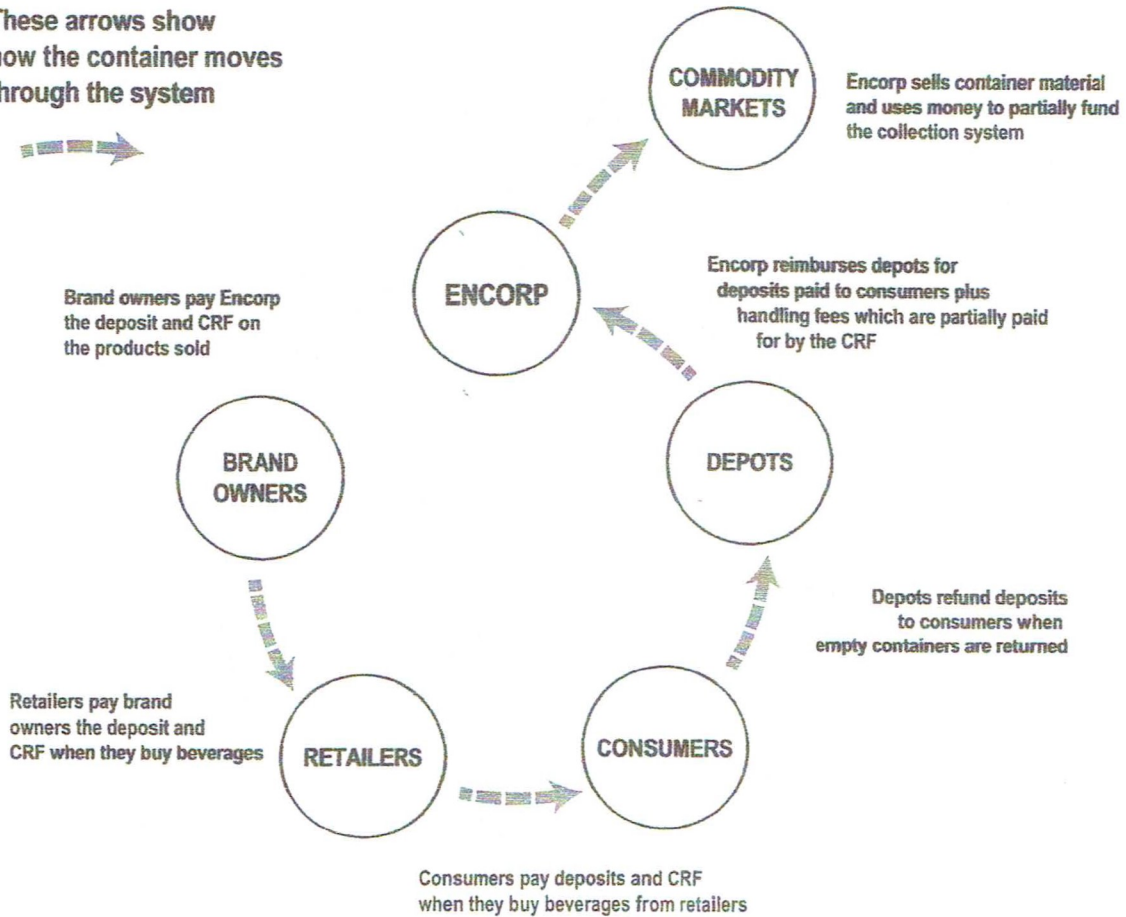 These arrows show
how the container moves
through the system
COMMODITY
MARKETS
Encorp sells container material
and uses money to partially fund
the collection system
ENCORP
Encorp reimburses depots for
deposits paid to consumers plus
handling fees which are partially paid
for by the CRF
Brand owners pay Encorp
the deposit and CRF on
the products sold
BRAND
OWNERS
DEPOTS
Depots refund deposits
to consumers when
empty containers are returned
Retailers pay brand
owners the deposit and
CRF when they buy beverages
RETAILERS
CONSUMERS
Consumers pay deposits and CRF
when they buy beverages from retailers